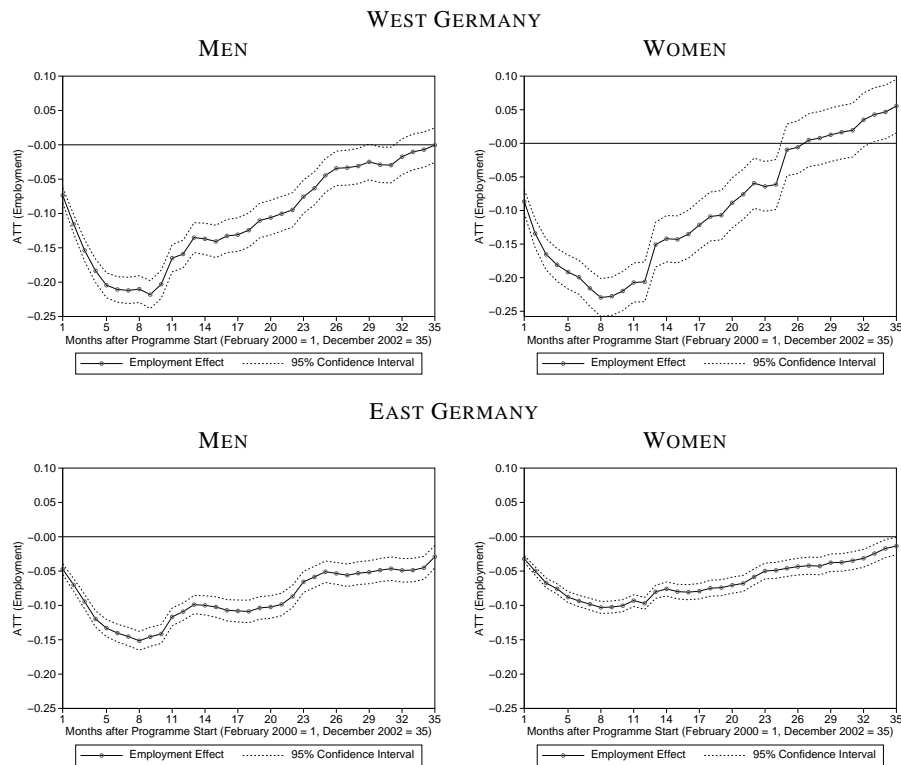 WEST GERMANY
MEN
WOMEN
0.10
0.05
−0.00
−0.05
−0.10
−0.15
−0.20
−0.25
ATT (Employment)
1 5 8 11 14 17 20 23 26 29 32 35
Months after Programme Start (February 2000 = 1, December 2002 = 35)
Employment Effect 95% Confidence Interval
0.10
0.05
−0.00
−0.05
−0.10
−0.15
−0.20
−0.25
ATT (Employment)
1 5 8 11 14 17 20 23 26 29 32 35
Months after Programme Start (February 2000 = 1, December 2002 = 35)
Employment Effect 95% Confidence Interval
EAST GERMANY
MEN
WOMEN
0.10
0.05
−0.00
−0.05
−0.10
−0.15
−0.20
−0.25
ATT (Employment)
1 5 8 11 14 17 20 23 26 29 32 35
Months after Programme Start (February 2000 = 1, December 2002 = 35)
Employment Effect 95% Confidence Interval
0.10
0.05
−0.00
−0.05
−0.10
−0.15
−0.20
−0.25
ATT (Employment)
1 5 8 11 14 17 20 23 26 29 32 35
Months after Programme Start (February 2000 = 1, December 2002 = 35)
Employment Effect 95% Confidence Interval